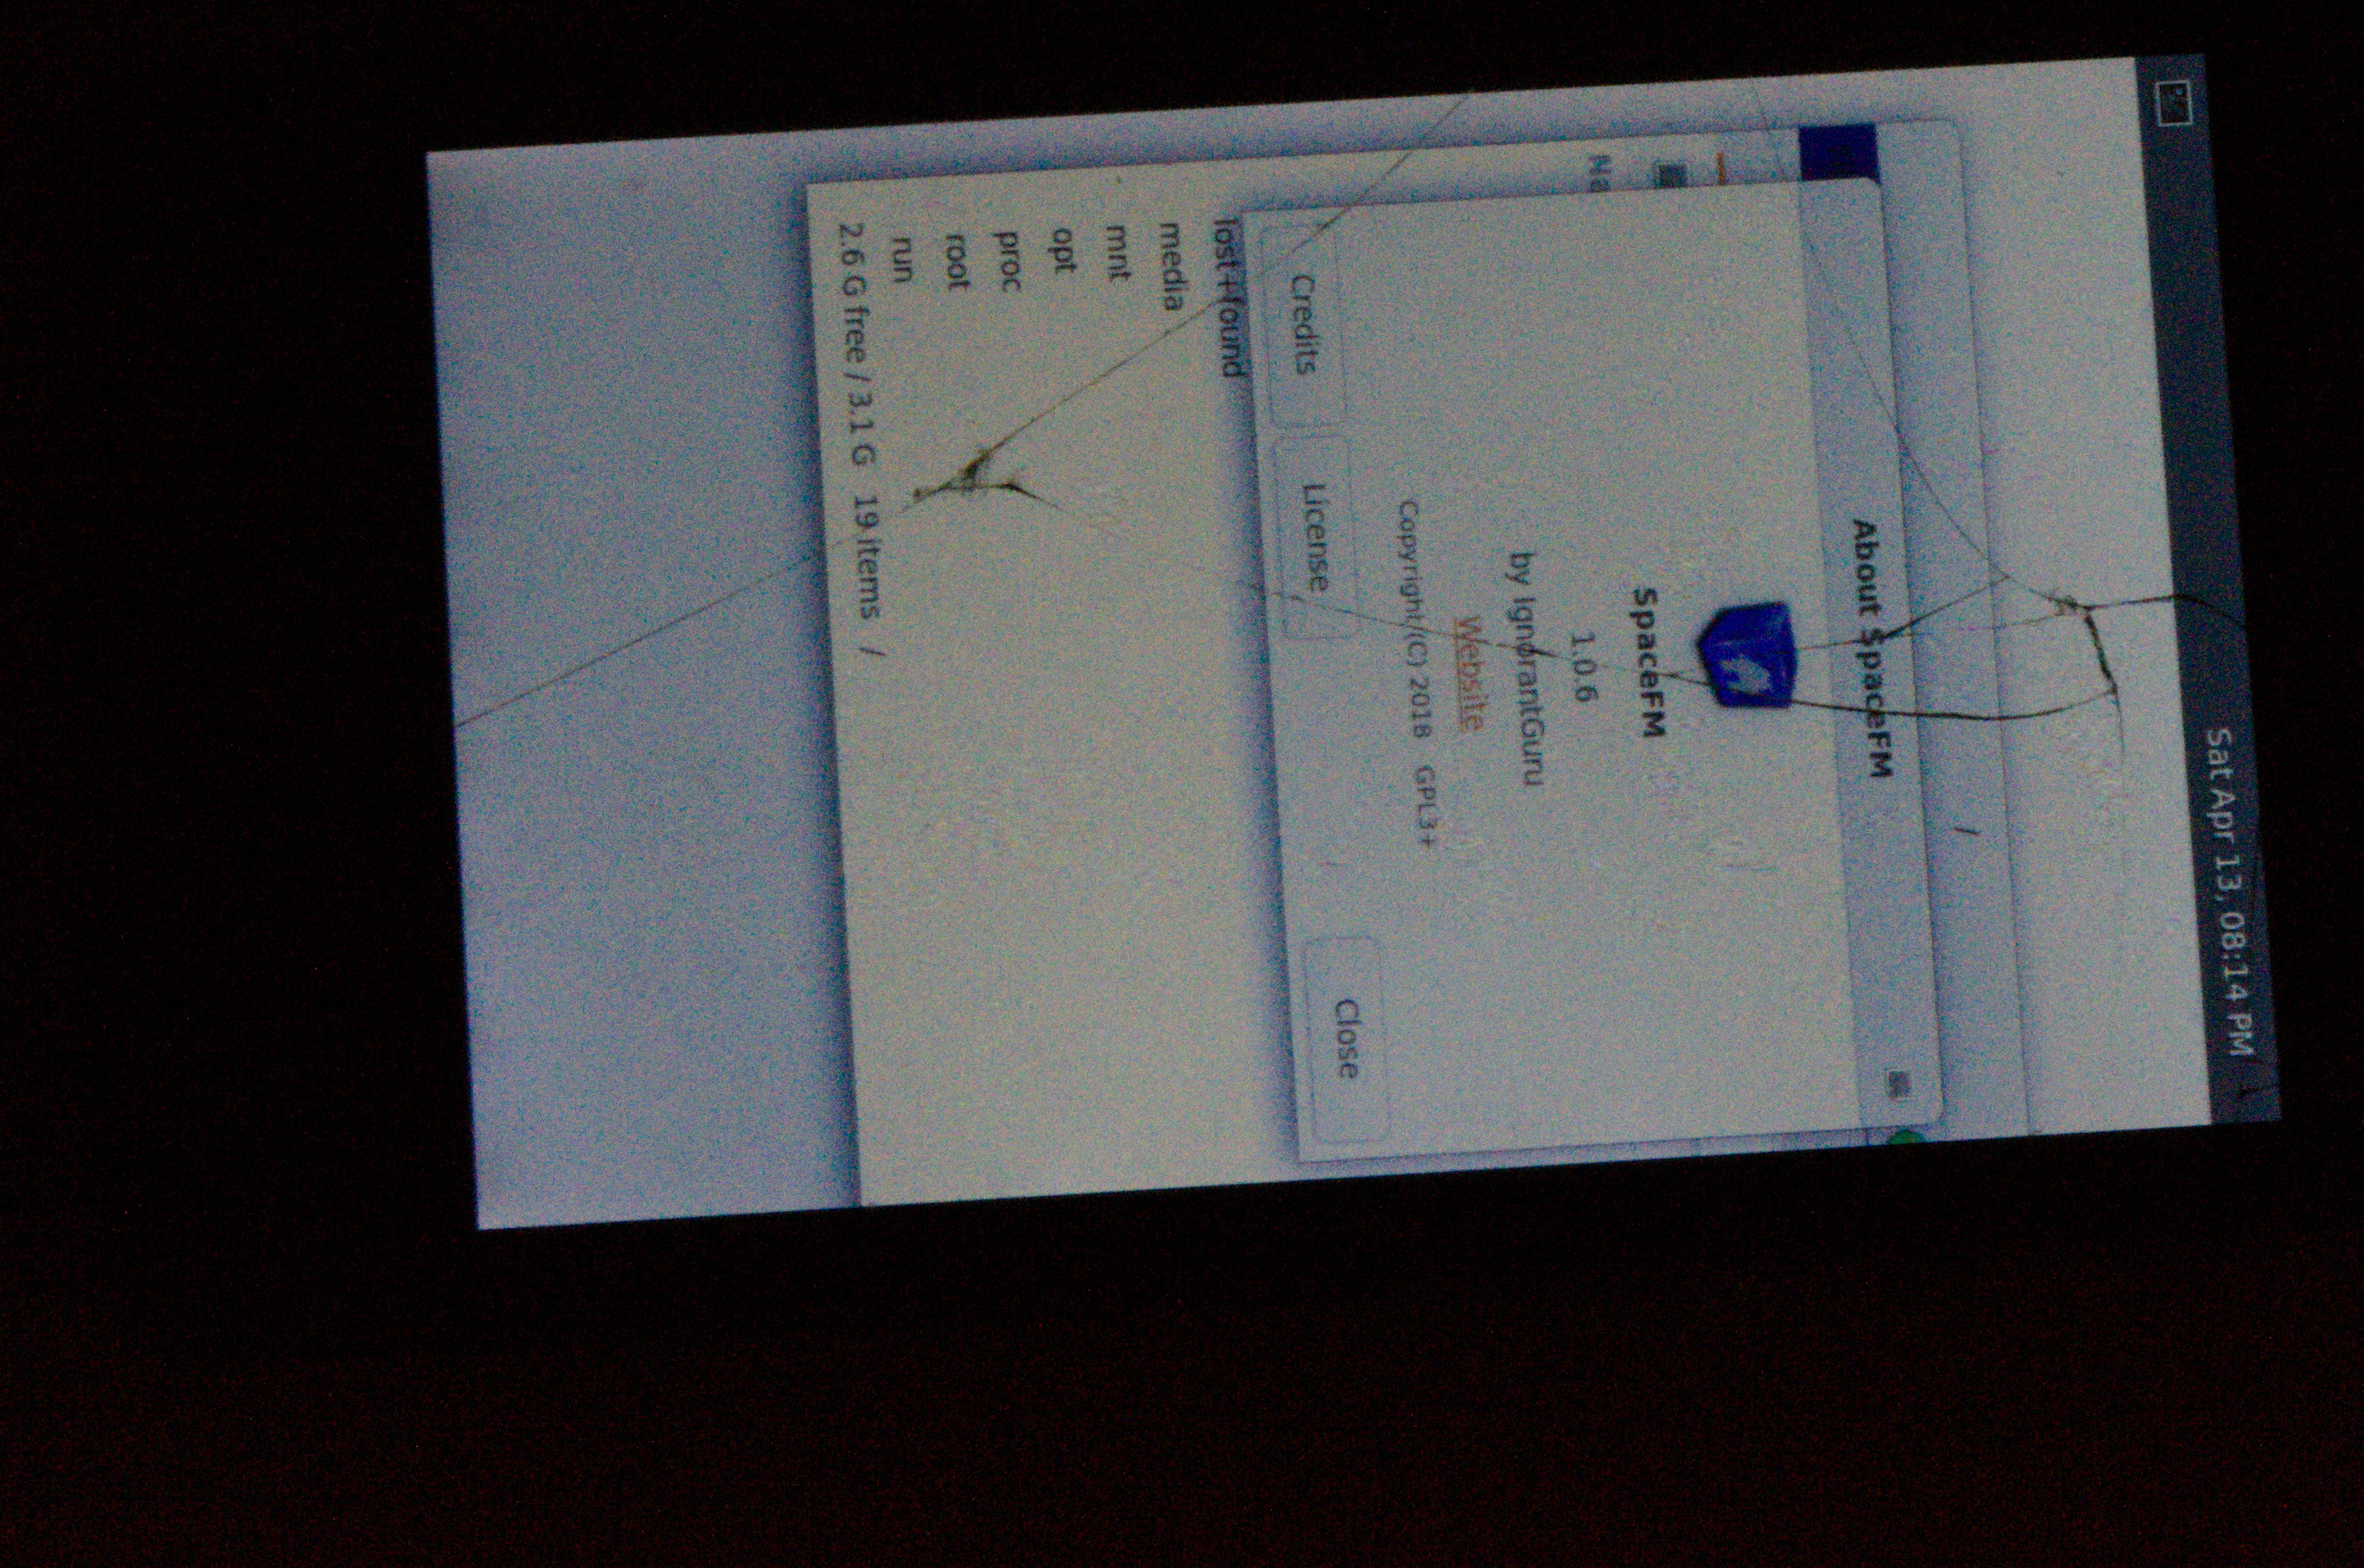 Sat Apr 13, 08:14 PM
/
About SpaceFM
SpaceFM
1.0.6
by IgnorantGuru
Website
Copyright (C) 2018 GPL3+
Credits
License
Close
Na
lost+found
media
mnt
opt
proc
root
run
2.6 G free / 3.1 G 19 items /